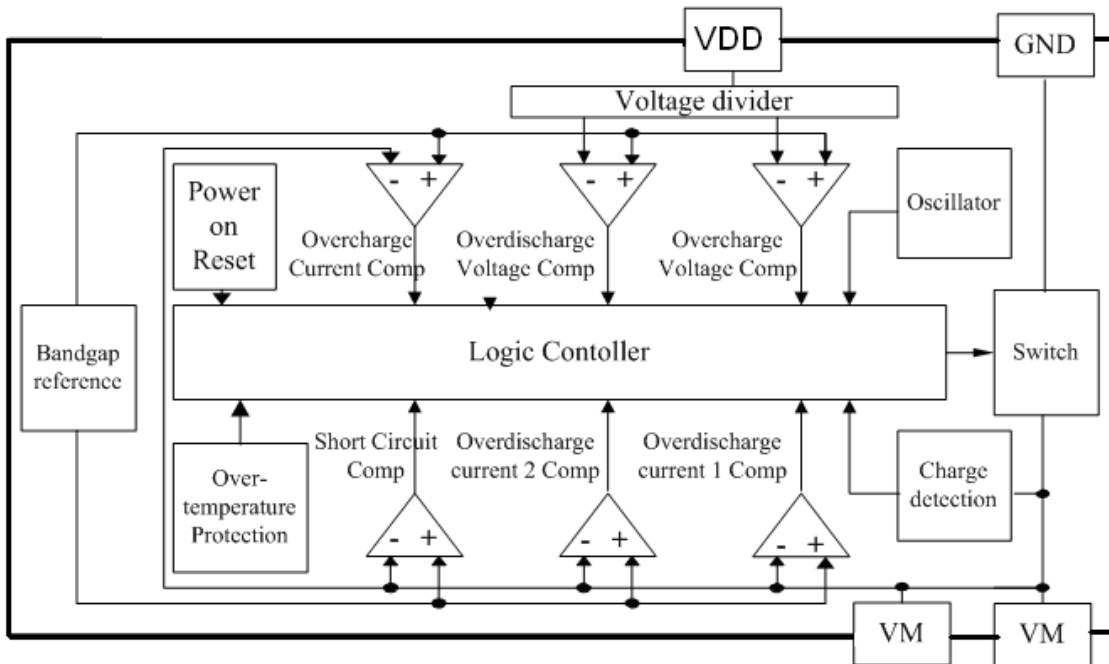 VDD
GND
Voltage divider
- +
- +
- +
Power
on
Reset
Oscillator
Overcharge
Current Comp
Overdischarge
Voltage Comp
Overcharge
Voltage Comp
Bandgap
reference
Logic Contoller
Switch
Over-
temperature
Protection
Short Circuit
Comp
Overdischarge
current 2 Comp
Overdischarge
current 1 Comp
Charge
detection
- +
- +
- +
VM
VM